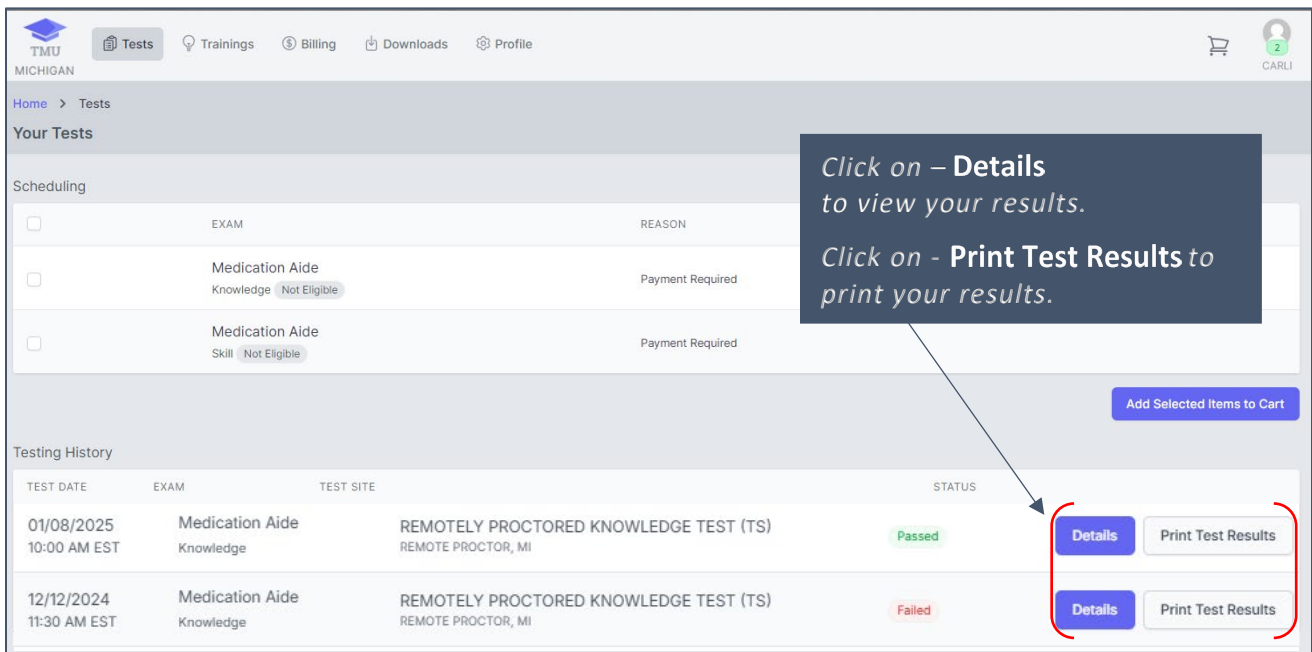 TMU
MICHIGAN
Tests
Trainings
Billing
Downloads
Profile
2
CARLI
Home > Tests
Your Tests
Click on – Details
to view your results.
Click on - Print Test Results to
print your results.
Scheduling
EXAM REASON
Medication Aide
Knowledge Not Eligible
Payment Required
Medication Aide
Skill Not Eligible
Payment Required
Add Selected Items to Cart
Testing History
TEST DATE EXAM TEST SITE STATUS
01/08/2025 Medication Aide REMOTELY PROCTORED KNOWLEDGE TEST (TS) Passed Details Print Test Results
10:00 AM EST Knowledge REMOTE PROCTOR, MI
12/12/2024 Medication Aide REMOTELY PROCTORED KNOWLEDGE TEST (TS) Failed Details Print Test Results
11:30 AM EST Knowledge REMOTE PROCTOR, MI